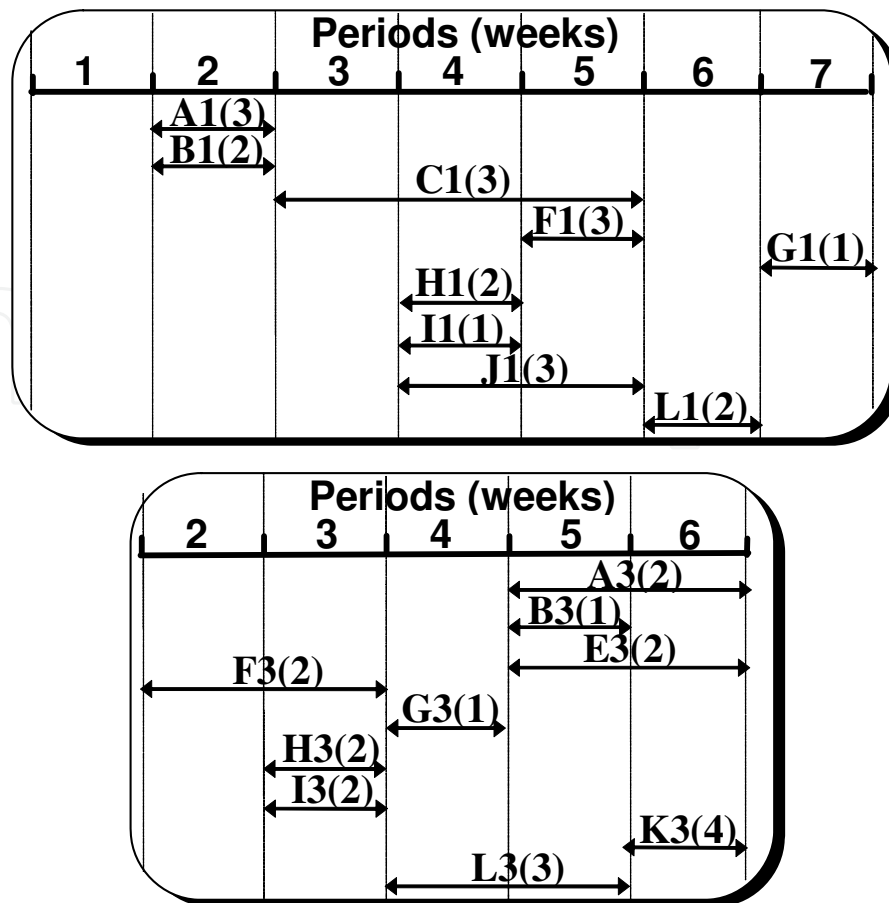 Periods (weeks)
1 2 3 4 5 6 7
A1(3)
B1(2)
C1(3)
F1(3)
G1(1)
H1(2)
I1(1)
J1(3)
L1(2)
Periods (weeks)
2 3 4 5 6
A3(2)
B3(1)
E3(2)
F3(2)
G3(1)
H3(2)
I3(2)
K3(4)
L3(3)